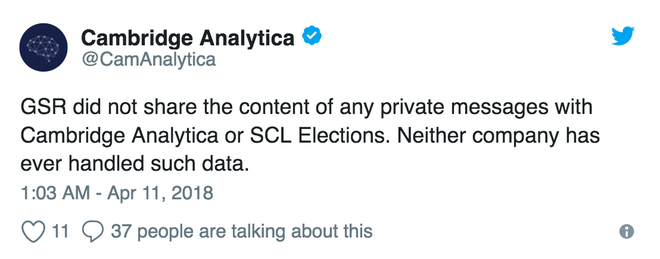 Cambridge Analytica
@CamAnalytica
GSR did not share the content of any private messages with
Cambridge Analytica or SCL Elections. Neither company has
ever handled such data.
1:03 AM - Apr 11, 2018
11 37 people are talking about this